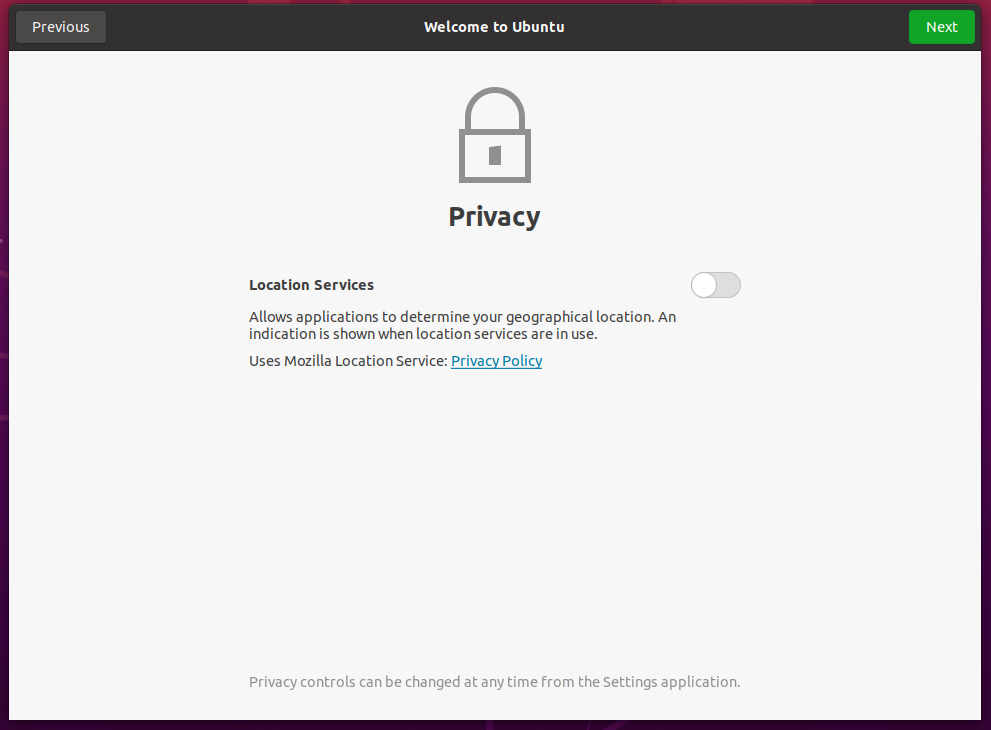 Previous
Welcome to Ubuntu
Next
Privacy
Location Services
Allows applications to determine your geographical location. An
indication is shown when location services are in use.
Uses Mozilla Location Service: Privacy Policy
Privacy controls can be changed at any time from the Settings application.